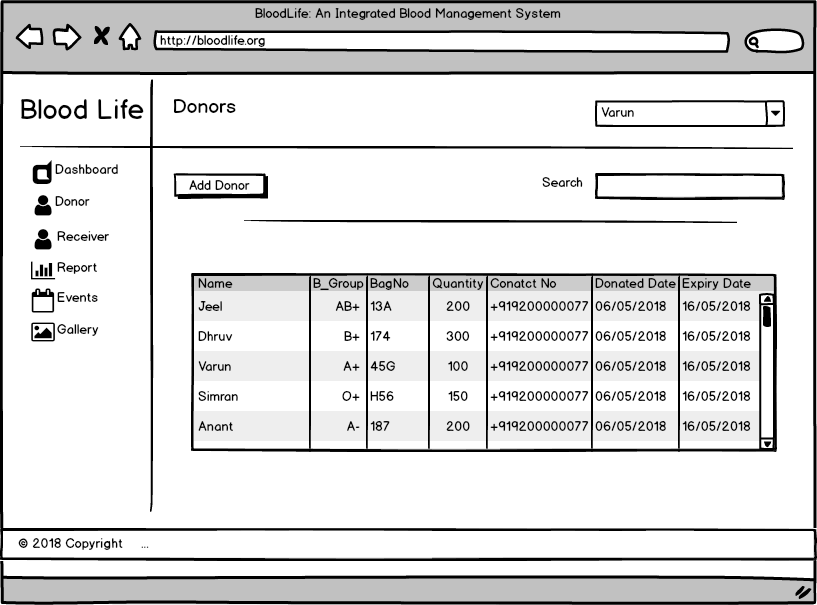 BloodLife: An Integrated Blood Management System
http://bloodlife.org
Blood Life
Donors
Varun
Dashboard
Donor
Receiver
Report
Events
Gallery
Add Donor
Search
Name B_Group BagNo Quantity Conatct No Donated Date Expiry Date
Jeel AB+ 13A 200 +919200000077 06/05/2018 16/05/2018
Dhruv B+ 174 300 +919200000077 06/05/2018 16/05/2018
Varun A+ 45G 100 +919200000077 06/05/2018 16/05/2018
Simran O+ H56 150 +919200000077 06/05/2018 16/05/2018
Anant A- 187 200 +919200000077 06/05/2018 16/05/2018
© 2018 Copyright ...